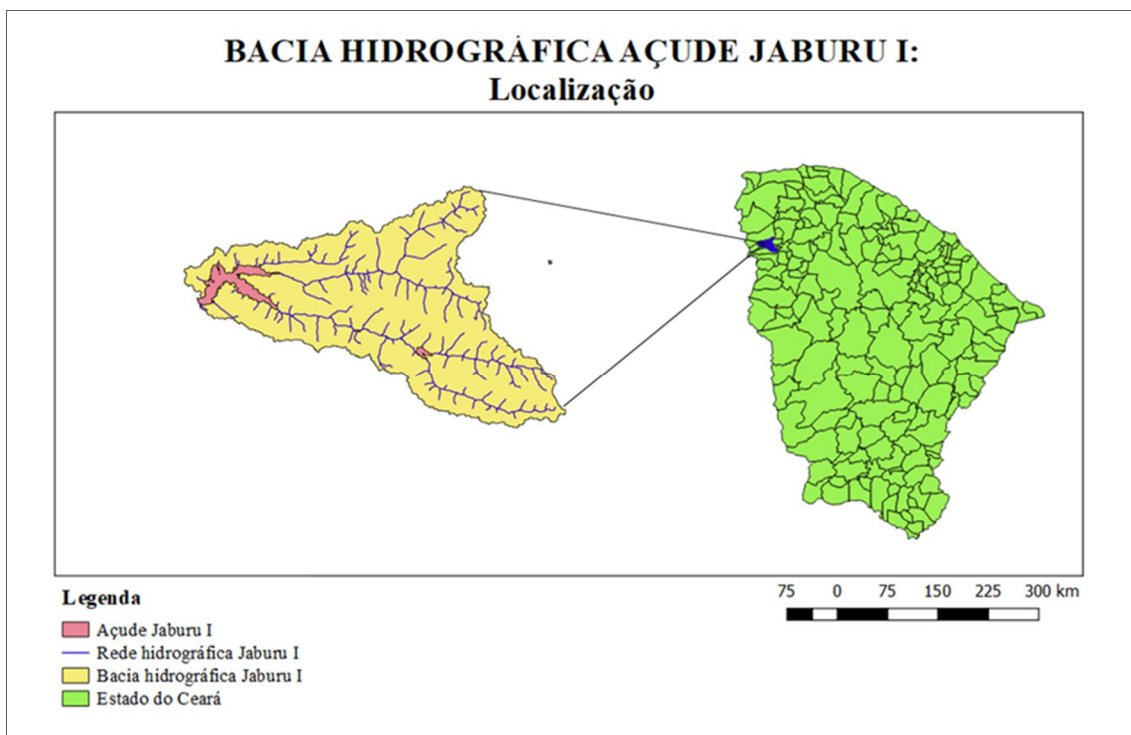 BACIA HIDROGRÁFICA AÇUDE JABURU I:
Localização
75 0 75 150 225 300 km
Legenda
Açude Jaburu I
Rede hidrográfica Jaburu I
Bacia hidrográfica Jaburu I
Estado do Ceará